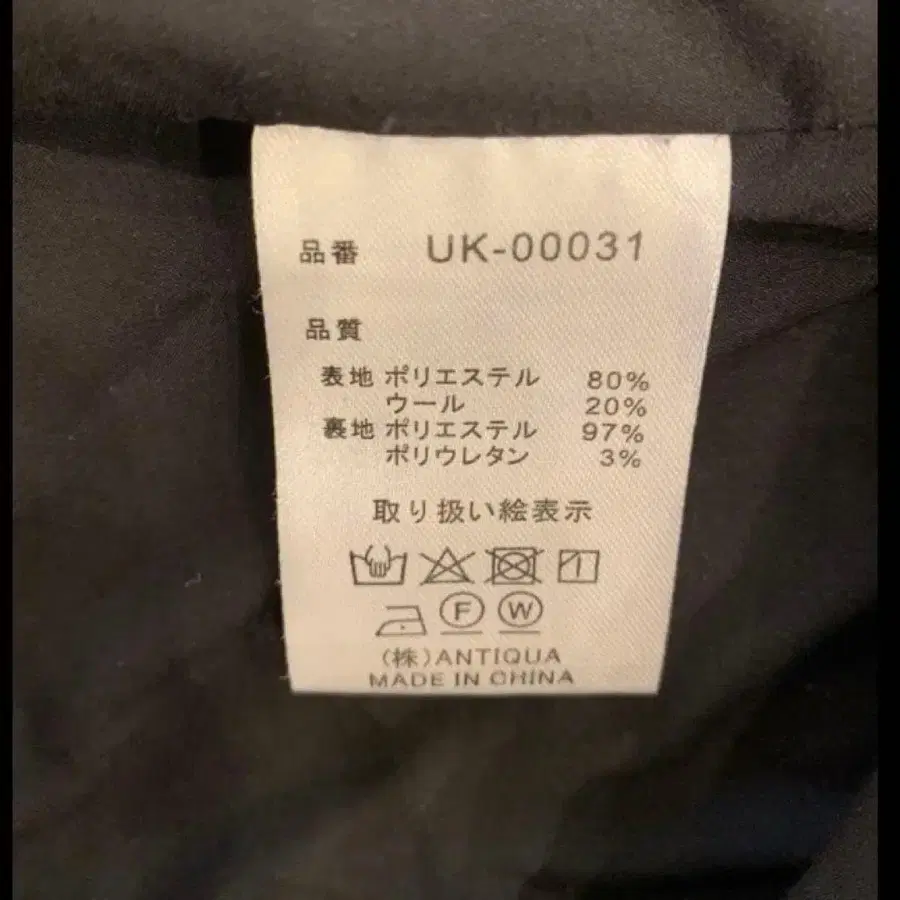 品番 UK-00031
品質
表地 ポリエステル 80%
ウール 20%
裏地 ポリエステル 97%
ポリウレタン 3%
取り扱い絵表示
F W
(株)ANTIQUA
MADE IN CHINA